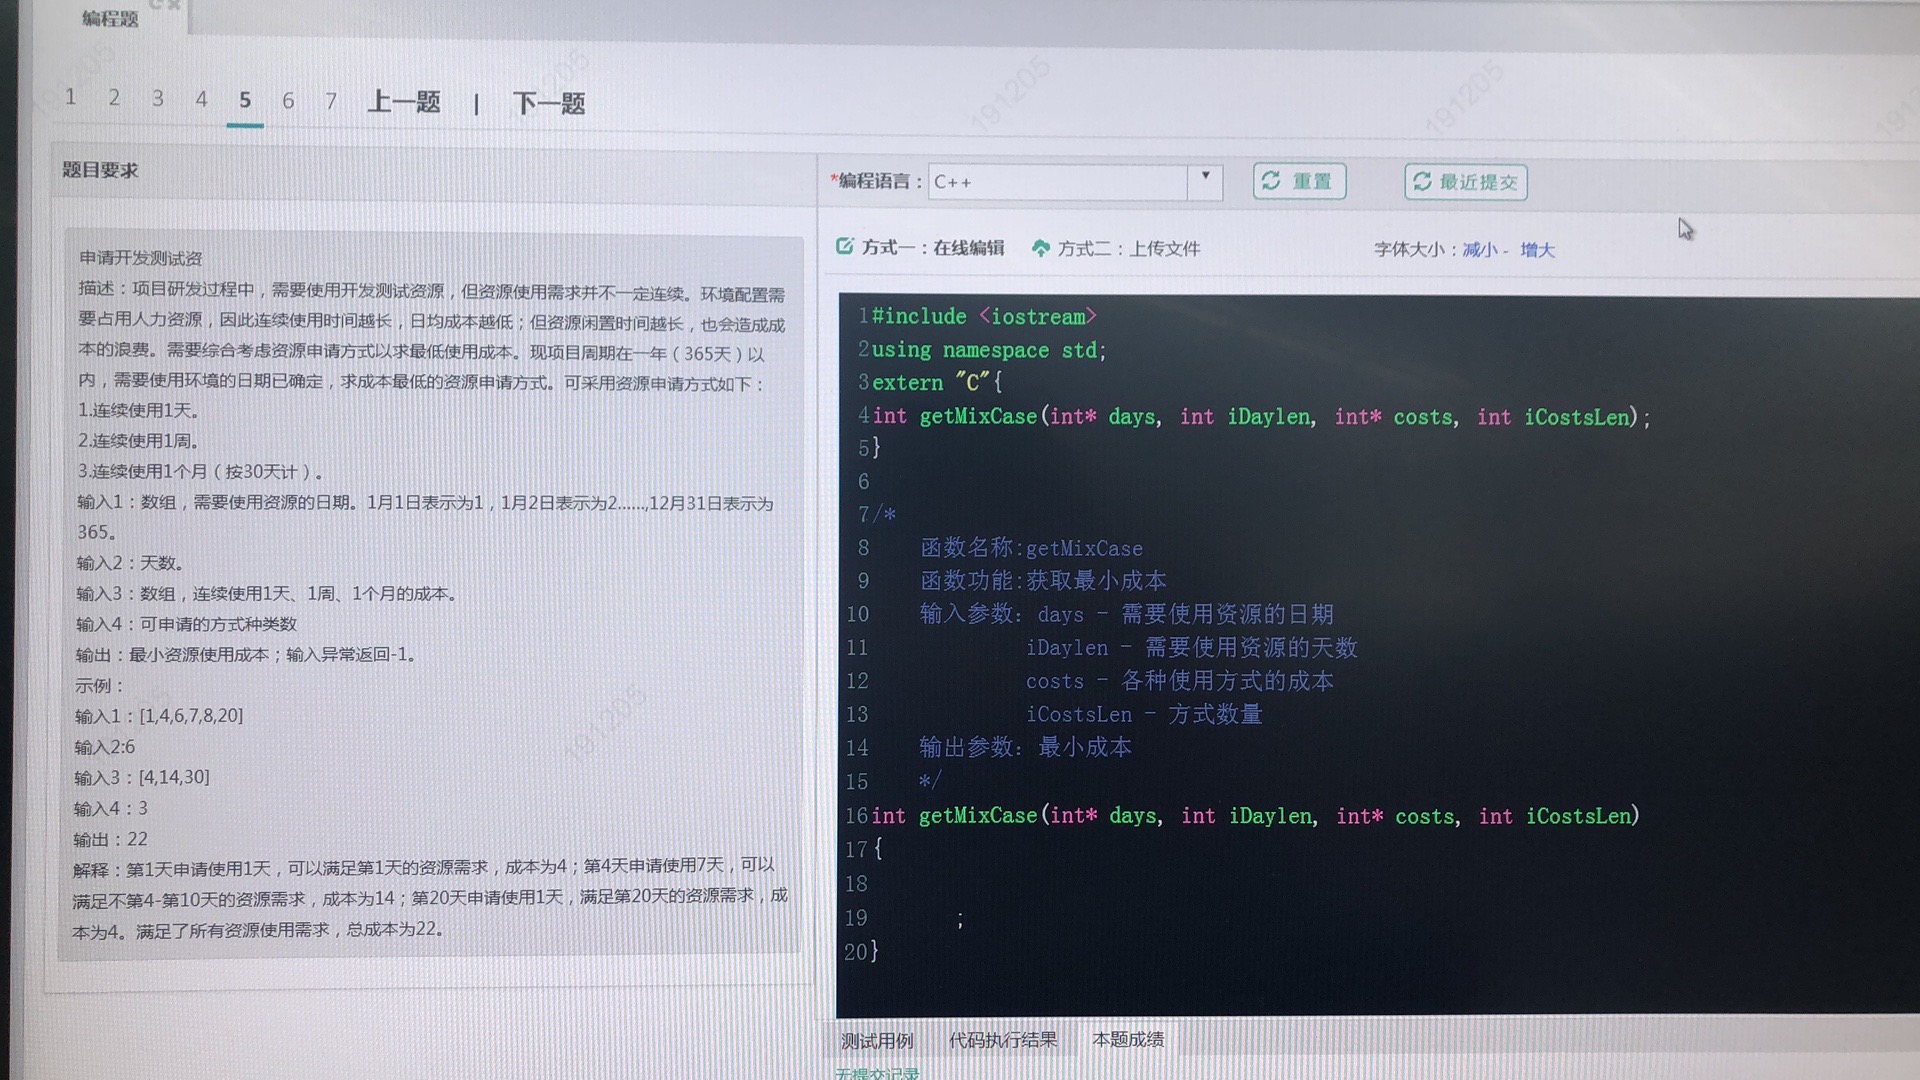 编程题
1 2 3 4 5 6 7 上一题 | 下一题
题目要求
申请开发测试资
描述：项目研发过程中，需要使用开发测试资源，但资源使用需求并不一定连续。环境配置需
要占用人力资源，因此连续使用时间越长，日均成本越低；但资源闲置时间越长，也会造成成
本的浪费。需要综合考虑资源申请方式以求最低使用成本。现项目周期在一年（365天）以
内，需要使用环境的日期已确定，求成本最低的资源申请方式。可采用资源申请方式如下：
1.连续使用1天。
2.连续使用1周。
3.连续使用1个月（按30天计）。
输入1：数组，需要使用资源的日期。1月1日表示为1，1月2日表示为2......,12月31日表示为
365。
输入2：天数。
输入3：数组，连续使用1天、1周、1个月的成本。
输入4：可申请的方式种类数
输出：最小资源使用成本；输入异常返回-1。
示例：
输入1：[1,4,6,7,8,20]
输入2:6
输入3：[4,14,30]
输入4：3
输出：22
解释：第1天申请使用1天，可以满足第1天的资源需求，成本为4；第4天申请使用7天，可以
满足不第4-第10天的资源需求，成本为14；第20天申请使用1天，满足第20天的资源需求，成
本为4。满足了所有资源使用需求，总成本为22。
*编程语言：C++ 重置 最近提交
方式一：在线编辑 方式二：上传文件 字体大小：减小 - 增大
1#include <iostream>
2using namespace std;
3extern "C"{
4int getMixCase(int* days, int iDaylen, int* costs, int iCostsLen);
5}
6
7/*
8 函数名称:getMixCase
9 函数功能:获取最小成本
10 输入参数: days - 需要使用资源的日期
11 iDaylen - 需要使用资源的天数
12 costs - 各种使用方式的成本
13 iCostsLen - 方式数量
14 输出参数: 最小成本
15 */
16int getMixCase(int* days, int iDaylen, int* costs, int iCostsLen)
17{
18
19 ;
20}
测试用例 代码执行结果 本题成绩
无提交记录
191205
191205
191205
191205
191205